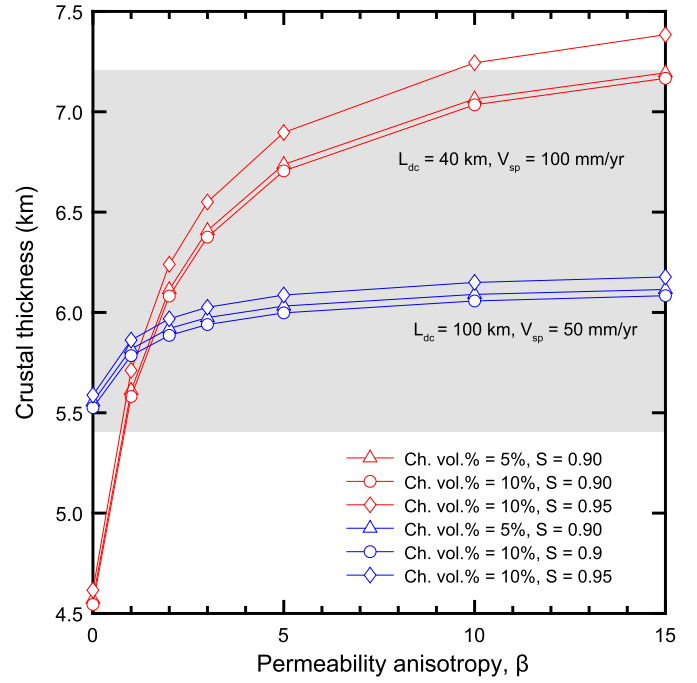 7.5
7.0
6.5
6.0
5.5
5.0
4.5
Crustal thickness (km)
L_dc = 40 km, V_sp = 100 mm/yr
L_dc = 100 km, V_sp = 50 mm/yr
Ch. vol.% = 5%, S = 0.90
Ch. vol.% = 10%, S = 0.90
Ch. vol.% = 10%, S = 0.95
Ch. vol.% = 5%, S = 0.90
Ch. vol.% = 10%, S = 0.9
Ch. vol.% = 10%, S = 0.95
0 5 10 15
Permeability anisotropy, β